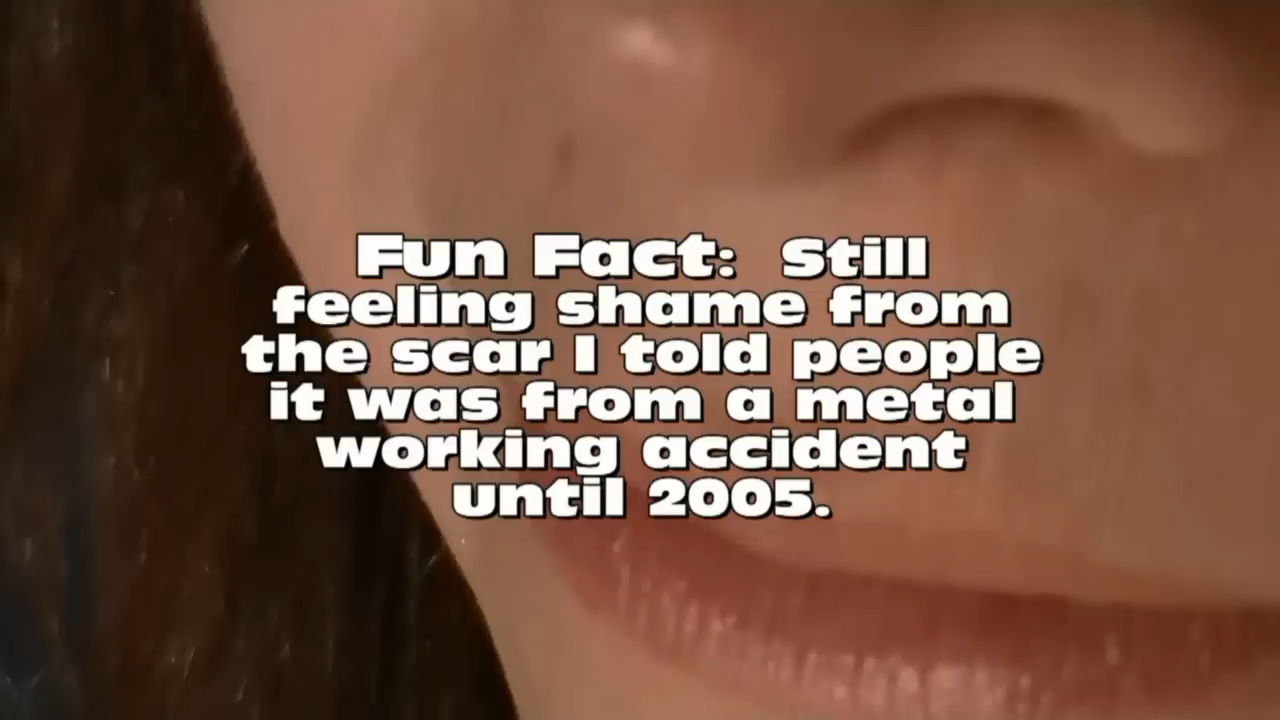 Fun Fact: Still
feeling shame from
the scar I told people
it was from a metal
working accident
until 2005.